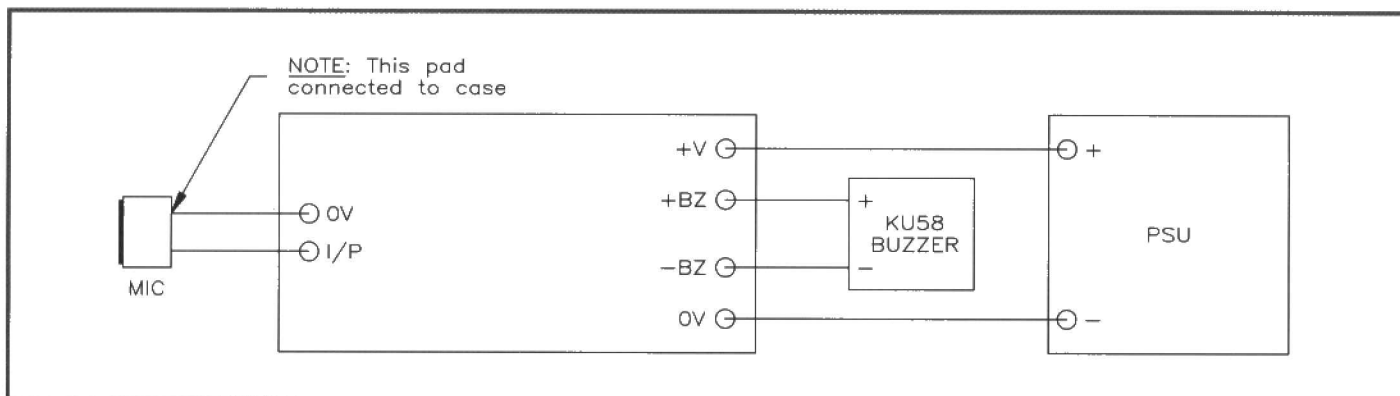 NOTE: This pad
connected to case
MIC
0V
I/P
+V
+BZ
-BZ
0V
+
KU58
BUZZER
-
+
PSU
-